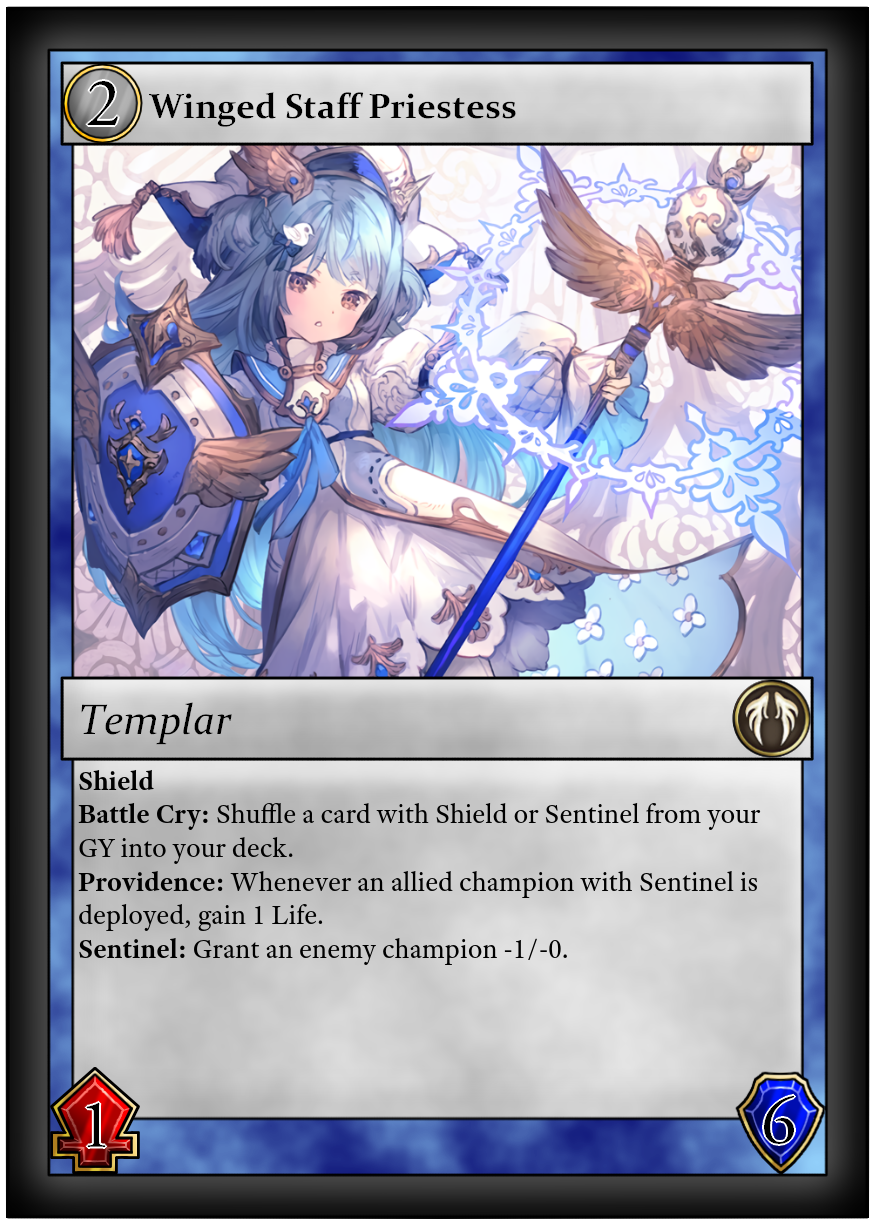 2 Winged Staff Priestess
Templar
Shield
Battle Cry: Shuffle a card with Shield or Sentinel from your
GY into your deck.
Providence: Whenever an allied champion with Sentinel is
deployed, gain 1 Life.
Sentinel: Grant an enemy champion -1/-0.
1
6